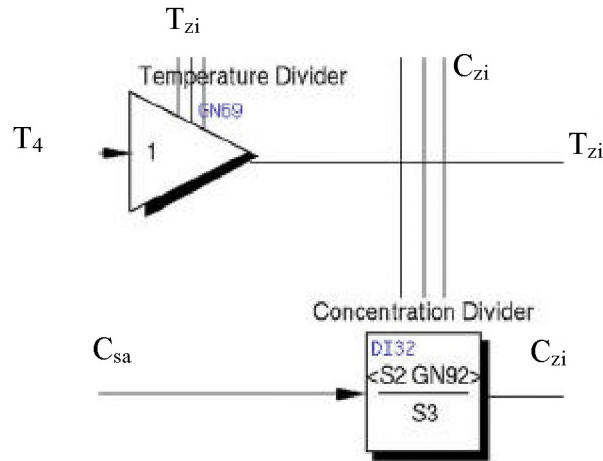 T_zi
Temperature Divider
C_zi
GN69
T_4
1
T_zi
Concentration Divider
C_sa
DI32
<S2 GN92>
S3
C_zi